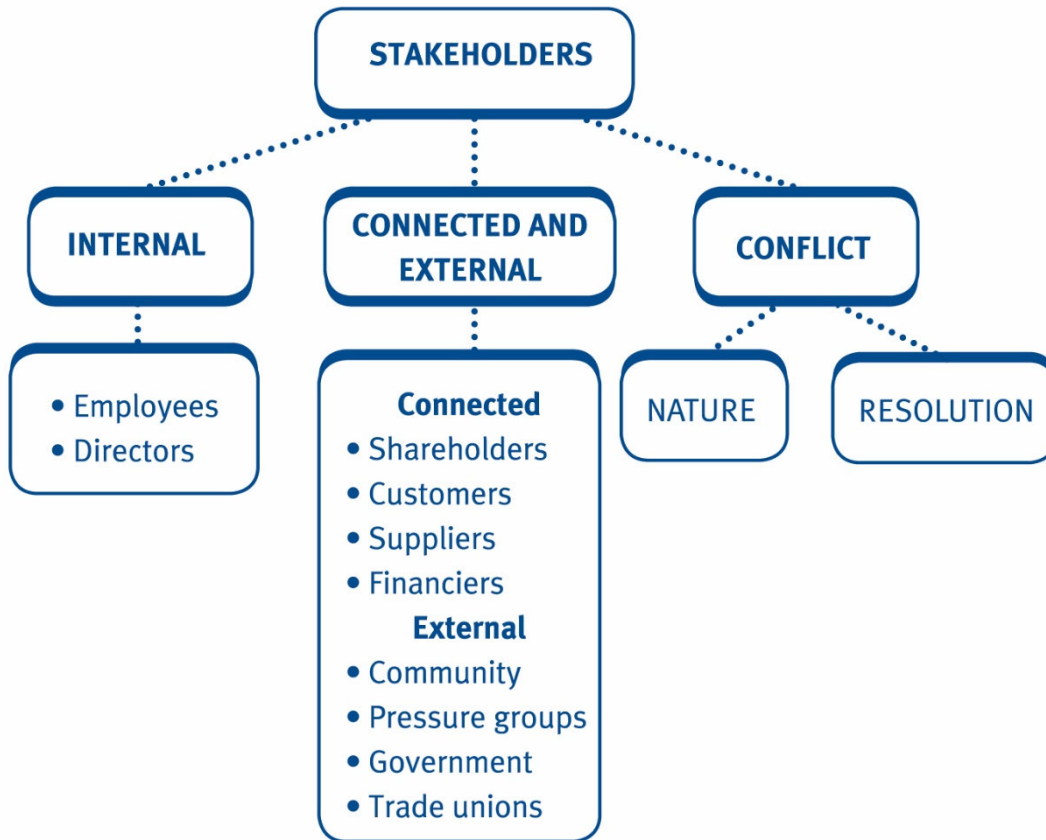 STAKEHOLDERS
INTERNAL
CONNECTED AND
EXTERNAL
CONFLICT
• Employees
• Directors
Connected
• Shareholders
• Customers
• Suppliers
• Financiers
External
• Community
• Pressure groups
• Government
• Trade unions
NATURE
RESOLUTION